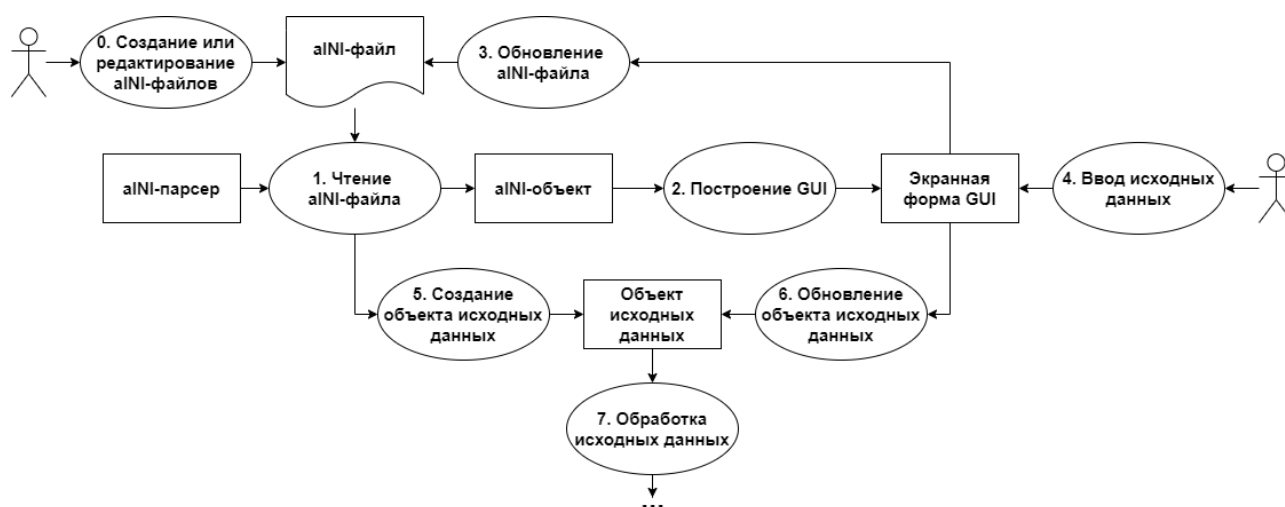 0. Создание или
редактирование
aINI-файлов
aINI-файл
3. Обновление
aINI-файла
aINI-парсер
1. Чтение
aINI-файла
aINI-объект
2. Построение GUI
Экранная
форма GUI
4. Ввод исходных
данных
5. Создание
объекта исходных
данных
Объект
исходных
данных
6. Обновление
объекта исходных
данных
7. Обработка
исходных данных
...